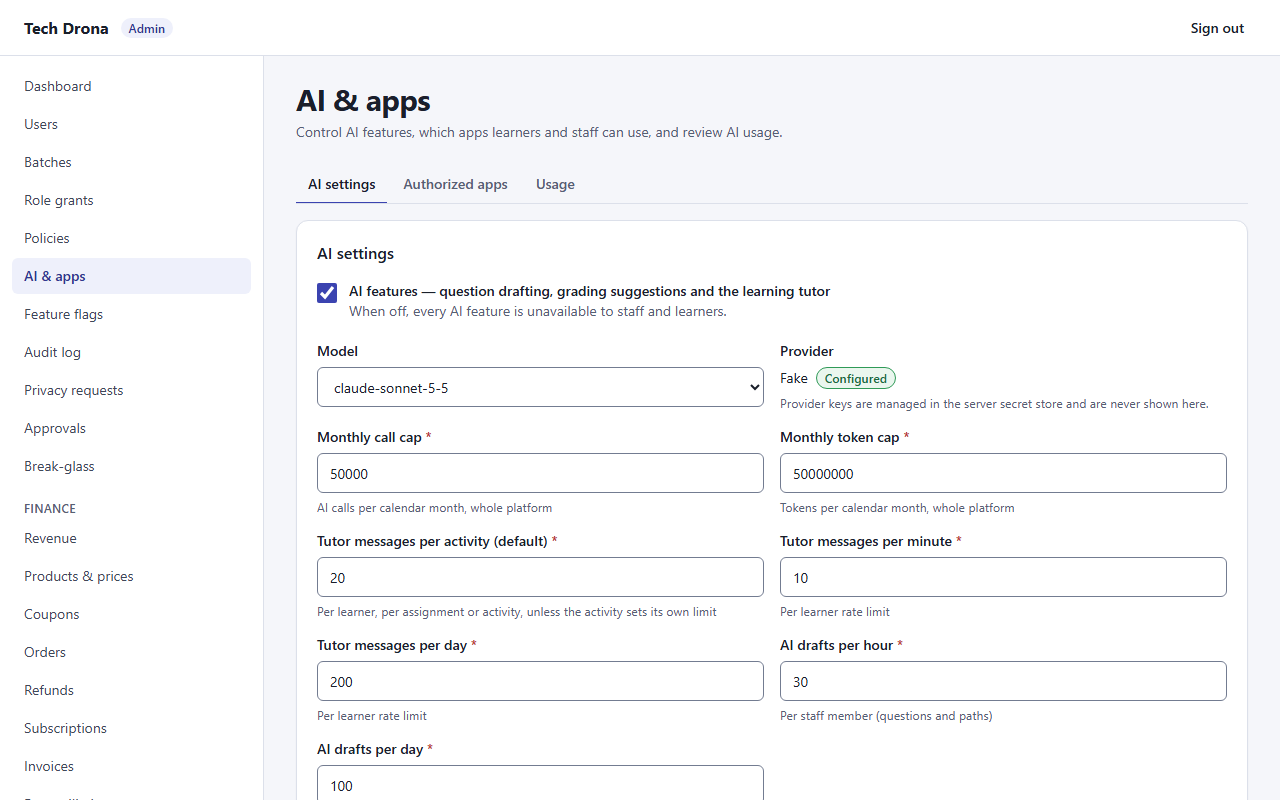 Tech Drona Admin Sign out
Dashboard
Users
Batches
Role grants
Policies
AI & apps
Feature flags
Audit log
Privacy requests
Approvals
Break-glass
FINANCE
Revenue
Products & prices
Coupons
Orders
Refunds
Subscriptions
Invoices
AI & apps
Control AI features, which apps learners and staff can use, and review AI usage.
AI settings Authorized apps Usage
AI settings
AI features — question drafting, grading suggestions and the learning tutor
When off, every AI feature is unavailable to staff and learners.
Model Provider
claude-sonnet-5-5 Fake Configured
Provider keys are managed in the server secret store and are never shown here.
Monthly call cap * Monthly token cap *
50000 50000000
AI calls per calendar month, whole platform Tokens per calendar month, whole platform
Tutor messages per activity (default) * Tutor messages per minute *
20 10
Per learner, per assignment or activity, unless the activity sets its own limit Per learner rate limit
Tutor messages per day * AI drafts per hour *
200 30
Per learner rate limit Per staff member (questions and paths)
AI drafts per day *
100